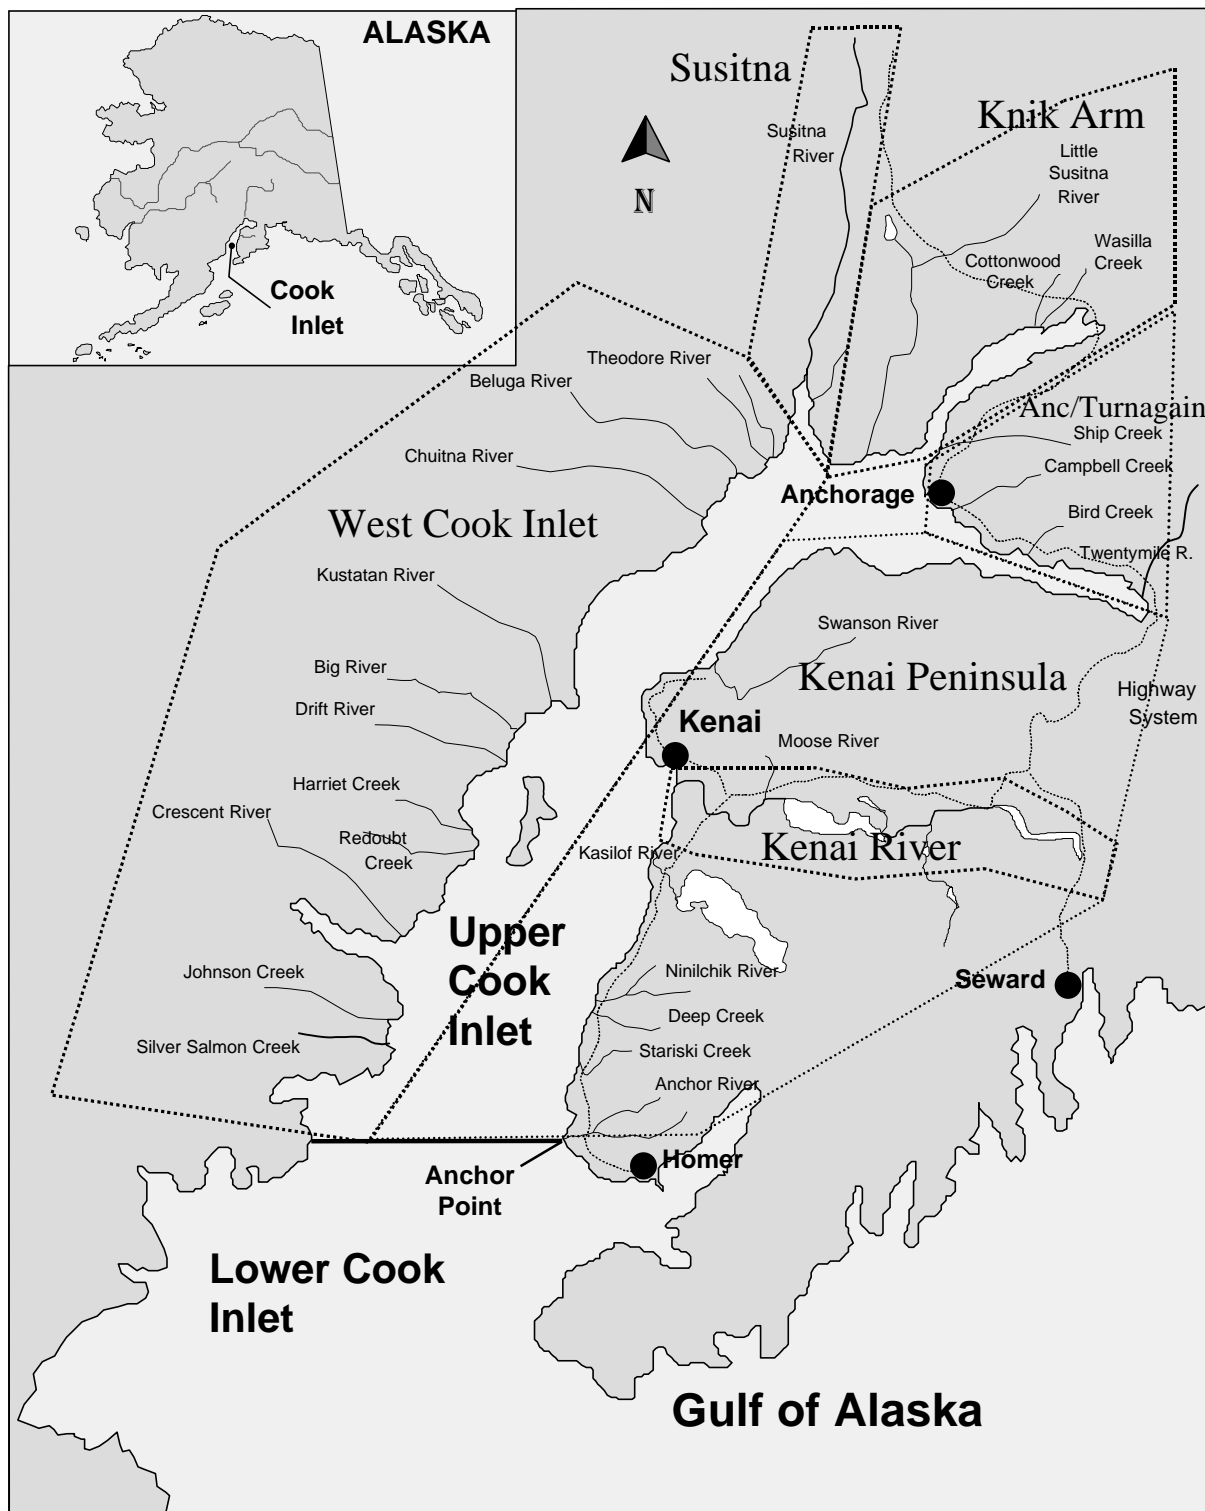 ALASKA
Cook
Inlet
Susitna
Knik Arm
Susitna
River
Little
Susitna
River
N
Wasilla
Creek
Cottonwood
Creek
Theodore River
Beluga River
Anc/Turnagain
Ship Creek
Chuitna River
Campbell Creek
Anchorage
West Cook Inlet
Bird Creek
Twentymile R.
Kustatan River
Swanson River
Big River
Kenai Peninsula
Highway
System
Drift River
Kenai
Moose River
Harriet Creek
Crescent River
Redoubt
Creek
Kasilof River
Kenai River
Upper
Cook
Inlet
Johnson Creek
Ninilchik River
Seward
Deep Creek
Silver Salmon Creek
Stariski Creek
Anchor River
Homer
Anchor
Point
Lower Cook
Inlet
Gulf of Alaska